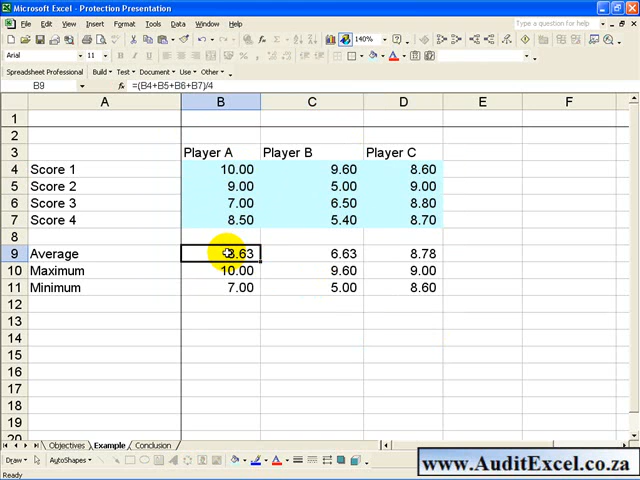 Microsoft Excel - Protection Presentation
File Edit View Insert Format Tools Data Window Help
Type a question for help
140%
Arial 11 B I U
Spreadsheet Professional Build Test Document Use Other
B9 fx =(B4+B5+B6+B7)/4
A B C D E F
1
2
3 Player A Player B Player C
4 Score 1 10.00 9.60 8.60
5 Score 2 9.00 5.00 9.00
6 Score 3 7.00 6.50 8.80
7 Score 4 8.50 5.40 8.70
8
9 Average 8.63 6.63 8.78
10 Maximum 10.00 9.60 9.00
11 Minimum 7.00 5.00 8.60
12
13
14
15
16
17
18
19
20
Objectives Example Conclusion
Draw AutoShapes
www.AuditExcel.co.za